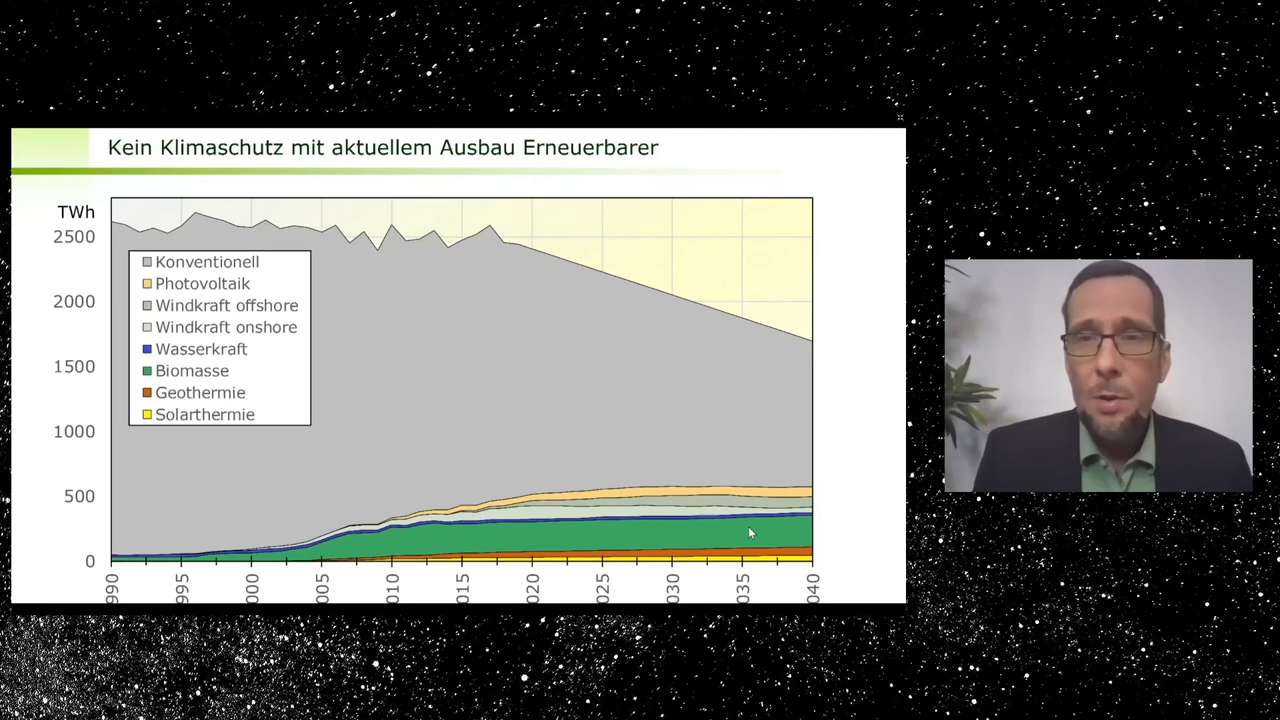 Kein Klimaschutz mit aktuellem Ausbau Erneuerbarer
TWh
2500
2000
1500
1000
500
0
Konventionell
Photovoltaik
Windkraft offshore
Windkraft onshore
Wasserkraft
Biomasse
Geothermie
Solarthermie
990
995
000
005
010
015
020
025
030
035
040